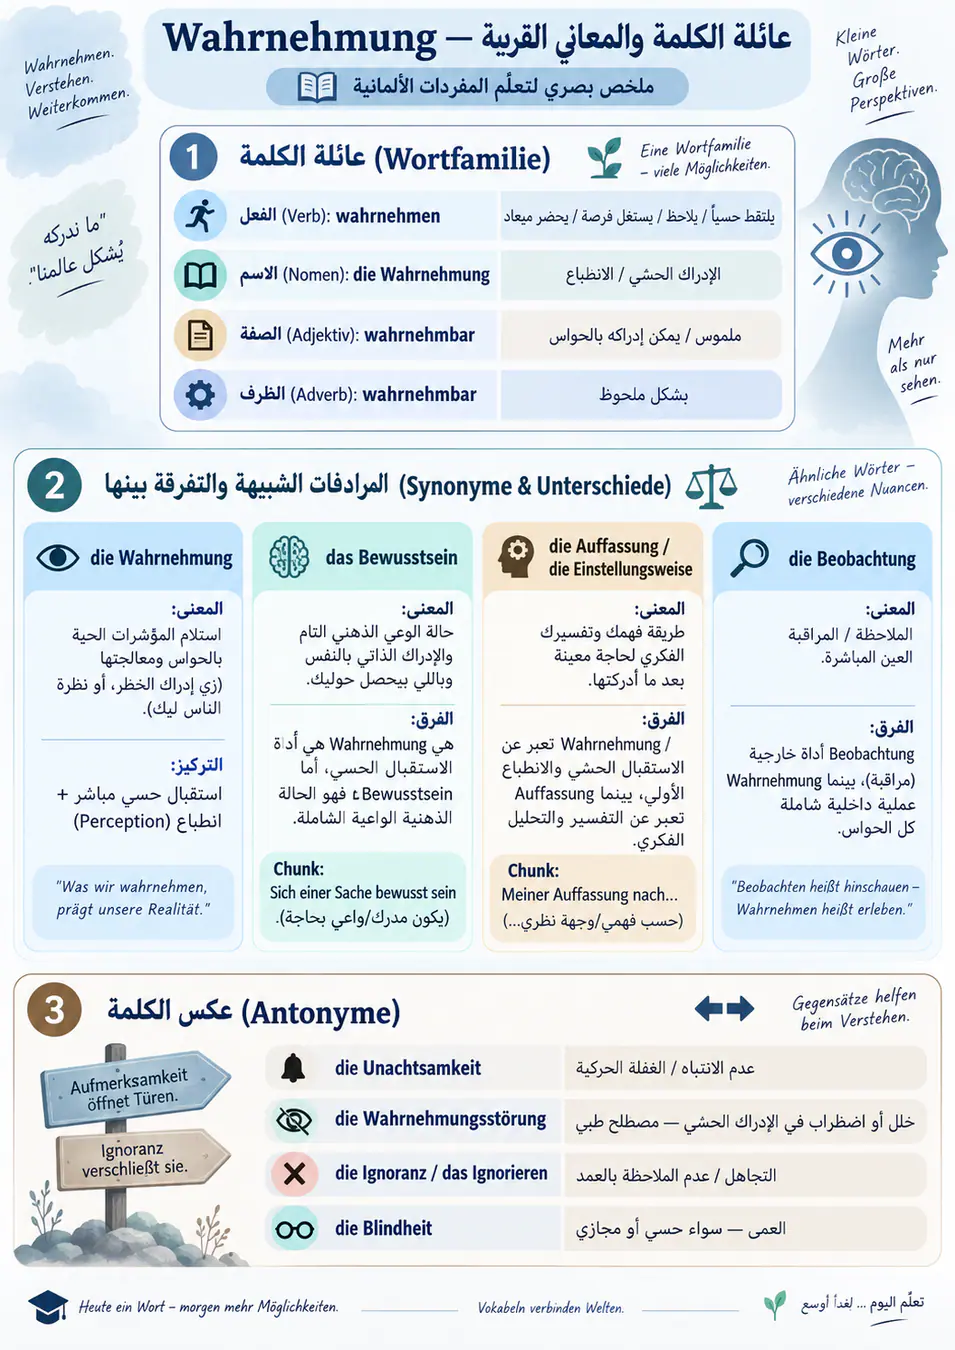 Wahrnehmung — عائلة الكلمة والمعاني القريبة
ملخص بصري لتعلّم المفردات الألمانية
Wahrnehmen.
Verstehen.
Weiterkommen.
Kleine
Wörter.
Große
Perspektiven.
"ما ندركه
يُشكل عالمنا".
Mehr
als nur
sehen.
1
عائلة الكلمة (Wortfamilie)
Eine Wortfamilie
– viele Möglichkeiten.
الفعل (Verb): wahrnehmen
يلتقط حسياً / يلاحظ / يستغل فرصة / يحضر ميعاد
الاسم (Nomen): die Wahrnehmung
الإدراك الحشي / الانطباع
الصفة (Adjektiv): wahrnehmbar
ملموس / يمكن إدراكه بالحواس
الظرف (Adverb): wahrnehmbar
بشكل ملحوظ
2
المرادفات الشبيهة والتفرقة بينها (Synonyme & Unterschiede)
Ähnliche Wörter –
verschiedene Nuancen.
die Wahrnehmung
المعنى:
استلام المؤشرات الحية
بالحواس ومعالجتها
(زي إدراك الخظر، أو نظرة
الناس ليك).
التركيز:
استقبال حسي مباشر +
انطباع (Perception)
"Was wir wahrnehmen,
prägt unsere Realität."
das Bewusstsein
المعنى:
حالة الوعي الذهني التام
والإدراك الذاتي بالنفس
وباللي بيحصل حوليك.
الفرق:
هي Wahrnehmung هي أداة
الاستقبال الحسي، أما
Bewusstsein فهو الحالة
الذهنية الواعية الشاملة.
Chunk:
Sich einer Sache bewusst sein
(يكون مدرك/واعي بحاجة).
die Auffassung /
die Einstellungsweise
المعنى:
طريقة فهمك وتفسيرك
الفكري لحاجة معينة
بعد ما أدركتها.
الفرق:
/ Wahrnehmung تعبر عن
الاستقبال الحشي والانطباع
الأولي، بينما Auffassung
تعبر عن التفسير والتحليل
الفكري.
Chunk:
Meiner Auffassung nach...
(حسب فهمي/وجهة نظري...)
die Beobachtung
المعنى:
الملاحظة / المراقبة
العين المباشرة.
الفرق:
Beobachtung أداة خارجية
(مراقبة)، بينما Wahrnehmung
عملية داخلية شاملة
كل الحواس.
"Beobachten heißt hinschauen –
Wahrnehmen heißt erleben."
3
عكس الكلمة (Antonyme)
Gegensätze helfen
beim Verstehen.
Aufmerksamkeit
öffnet Türen.
Ignoranz
verschließt sie.
die Unachtsamkeit
عدم الانتباه / الغفلة الحركية
die Wahrnehmungsstörung
خلل أو اضظراب في الإدراك الحشي — مصطلح طبي
die Ignoranz / das Ignorieren
التجاهل / عدم الملاحظة بالعمد
die Blindheit
العمى — سواء حسي أو مجازي
Heute ein Wort – morgen mehr Möglichkeiten.
Vokabeln verbinden Welten.
تعلّم اليوم ... لغداً أوسع